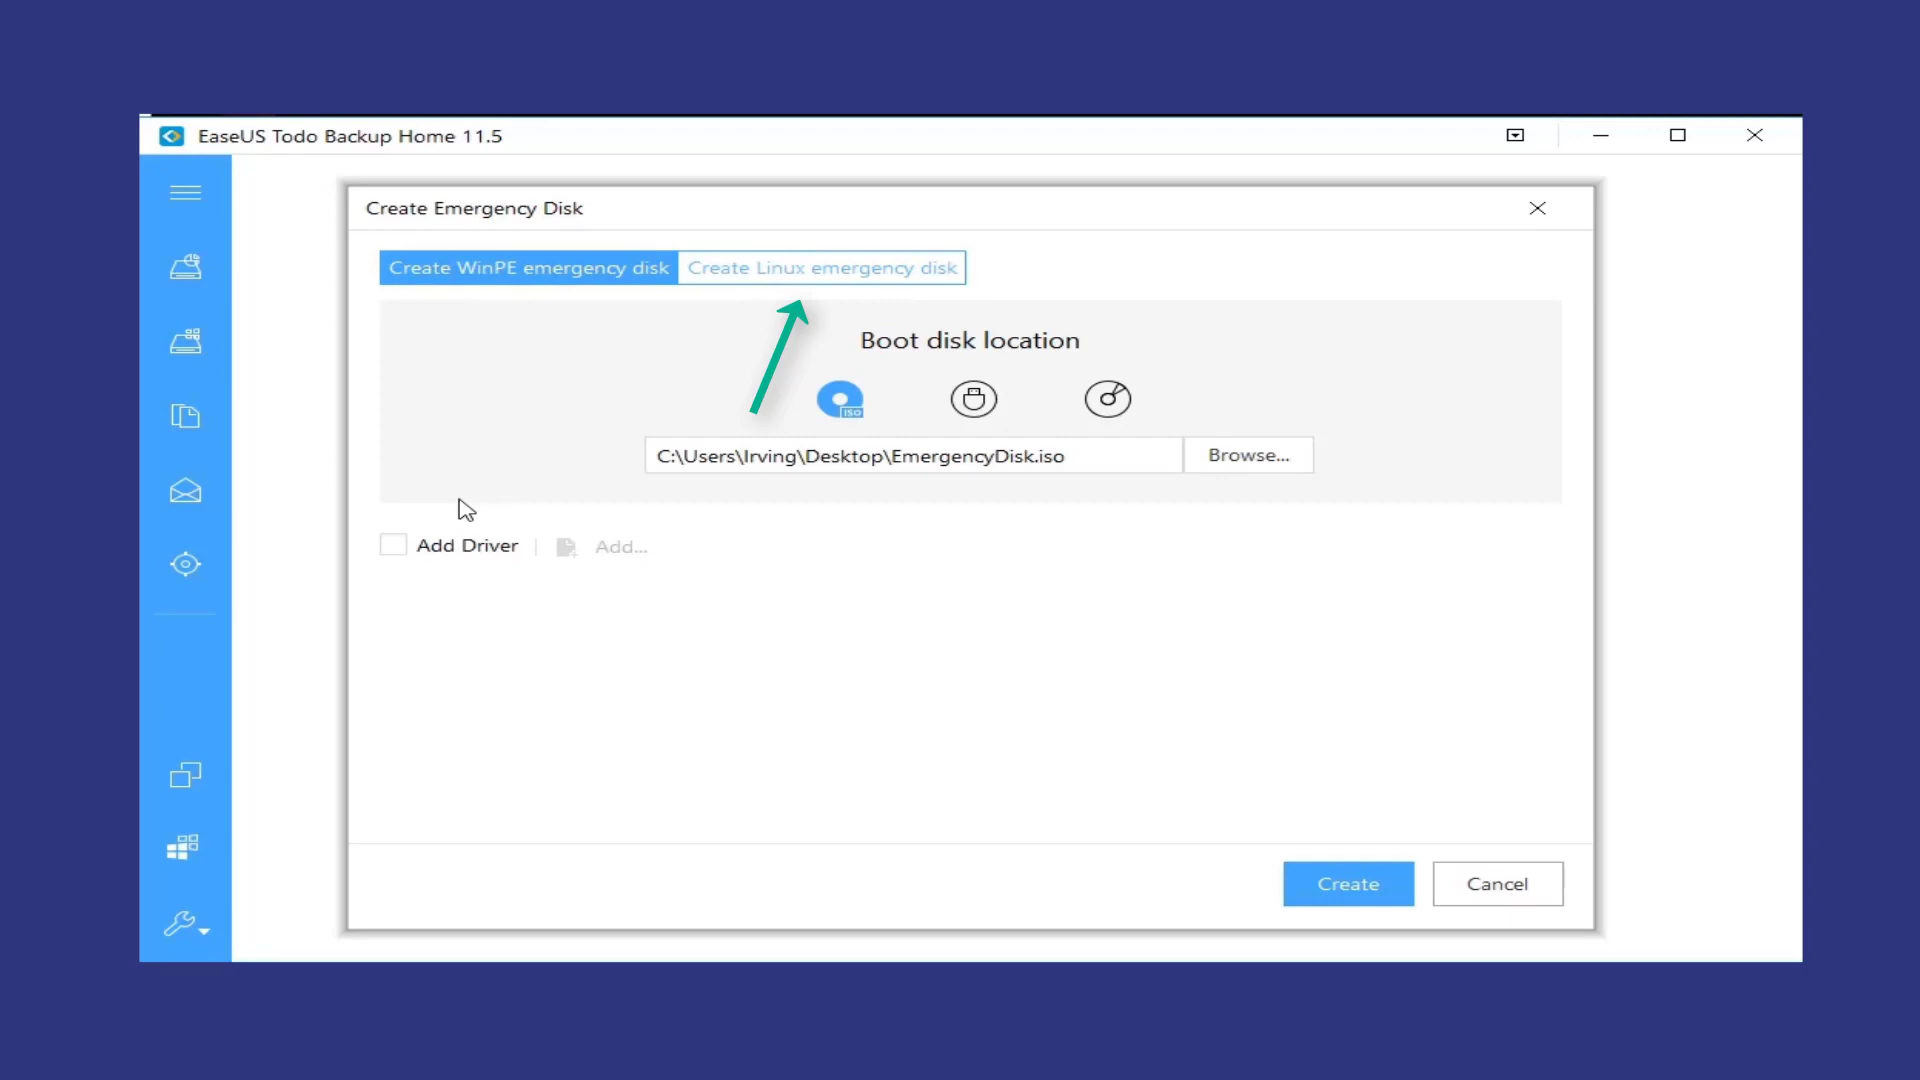 EaseUS Todo Backup Home 11.5
Create Emergency Disk
Create WinPE emergency disk Create Linux emergency disk
Boot disk location
ISO
C:\Users\Irving\Desktop\EmergencyDisk.iso Browse...
Add Driver Add...
Create Cancel